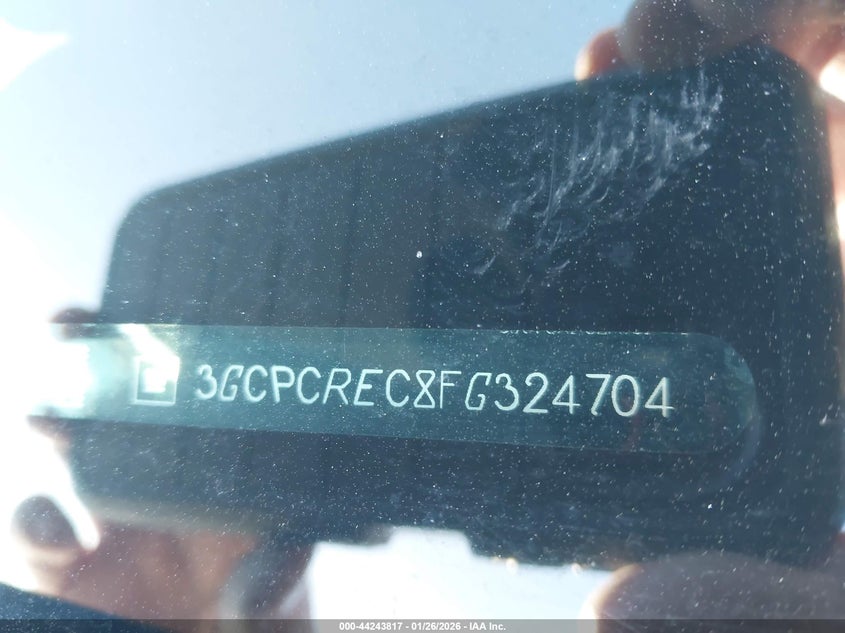 3GCPCREC8FG324704
000-44243817 - 01/26/2026 - IAA Inc.